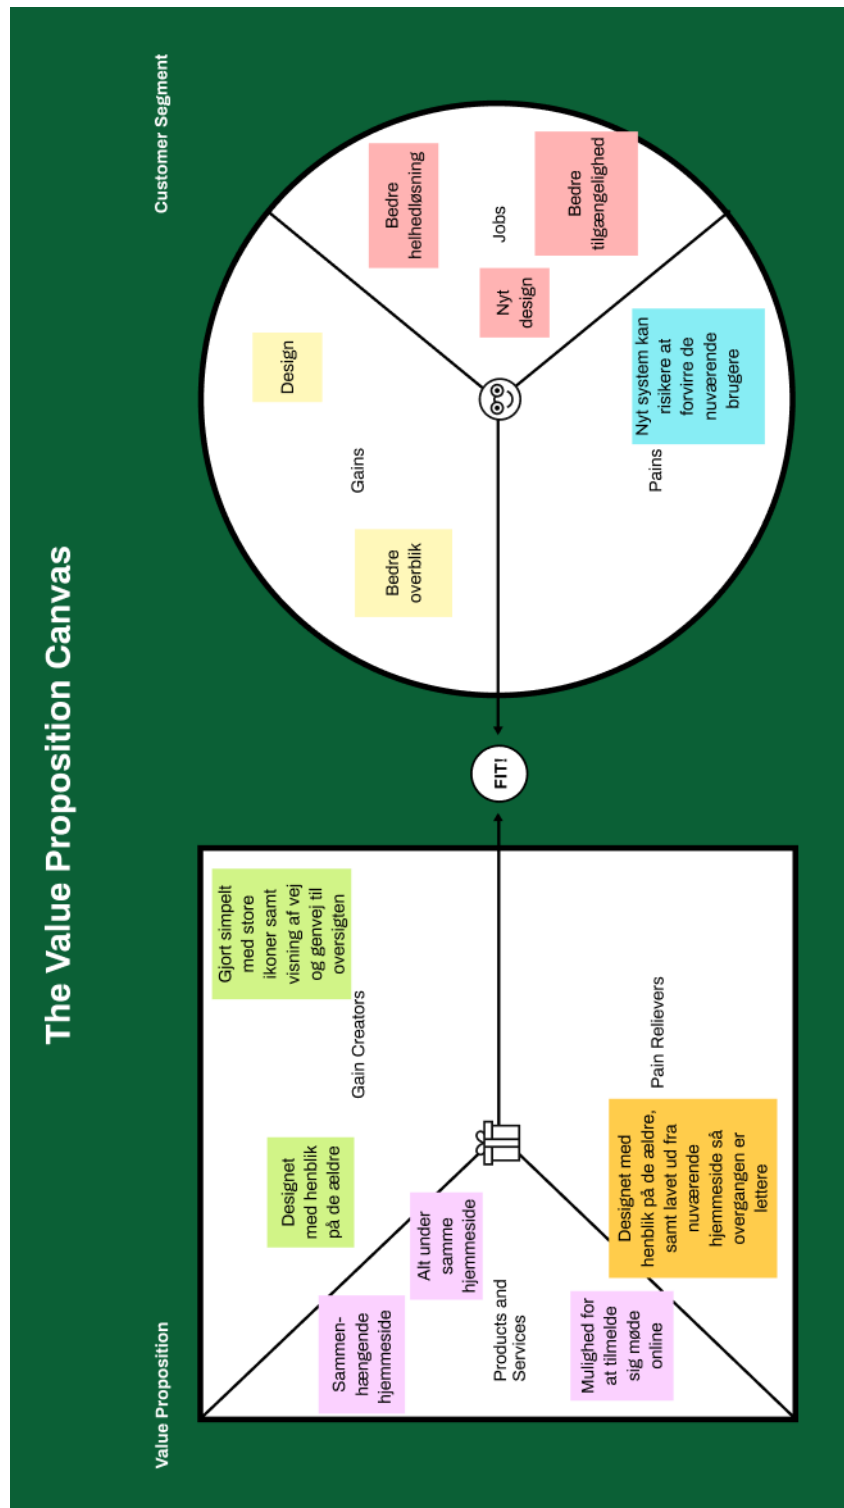 The Value Proposition Canvas
Value Proposition
Customer Segment
Gjort simpelt
med store
ikoner samt
visning af vej
og genvej til
oversigten
Gain Creators
Designet
med henblik
på de ældre
Sammen-
hængende
hjemmeside
Alt under
samme
hjemmeside
Products and
Services
Mulighed for
at tilmelde
sig møde
online
Pain Relievers
Designet med
henblik på de ældre,
samt lavet ud fra
nuværende
hjemmeside så
overgangen er
lettere
FIT!
Design
Gains
Bedre
overblik
Bedre
helhedløsning
Jobs
Nyt
design
Bedre
tilgængelighed
Nyt system kan
risikere at
forvirre de
nuværende
brugere
Pains